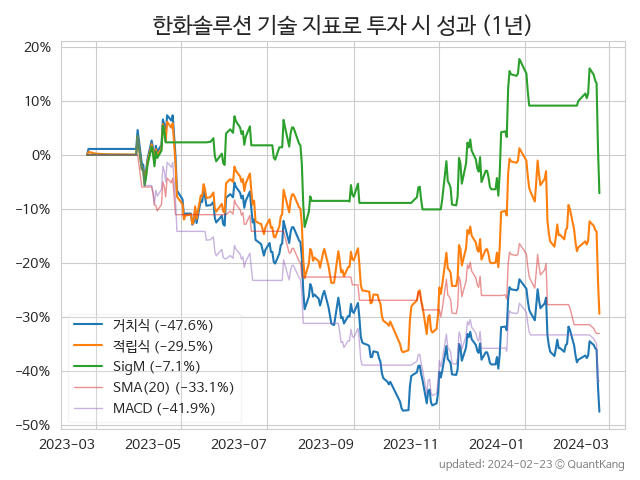 한화솔루션 기술 지표로 투자 시 성과 (1년)
20%
10%
0%
−10%
−20%
−30%
−40%
−50%
거치식 (−47.6%)
적립식 (−29.5%)
SigM (−7.1%)
SMA(20) (−33.1%)
MACD (−41.9%)
2023-03 2023-05 2023-07 2023-09 2023-11 2024-01 2024-03
updated: 2024-02-23 ⓒ QuantKang